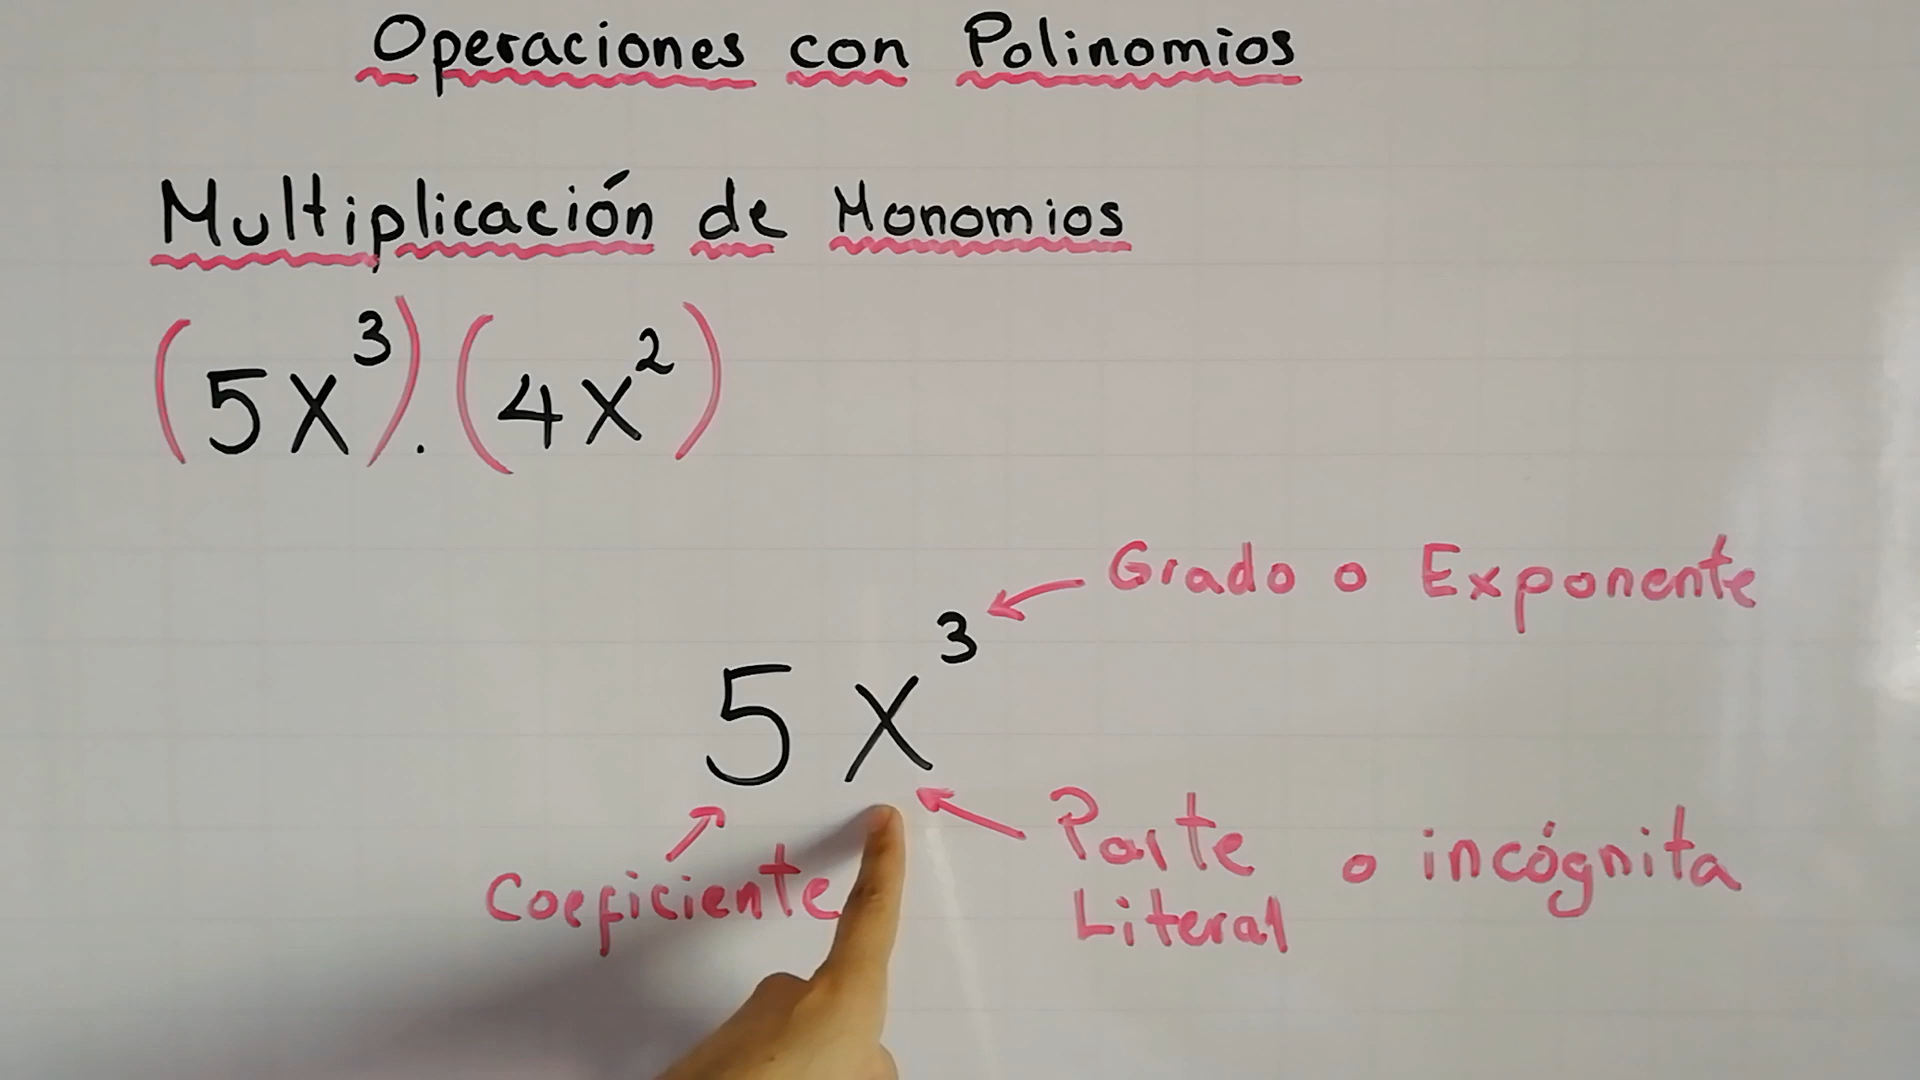 Operaciones con Polinomios
Multiplicación de Monomios
(5x³).(4x²)
Grado o Exponente
5x³
Coeficiente
Parte Literal o incógnita